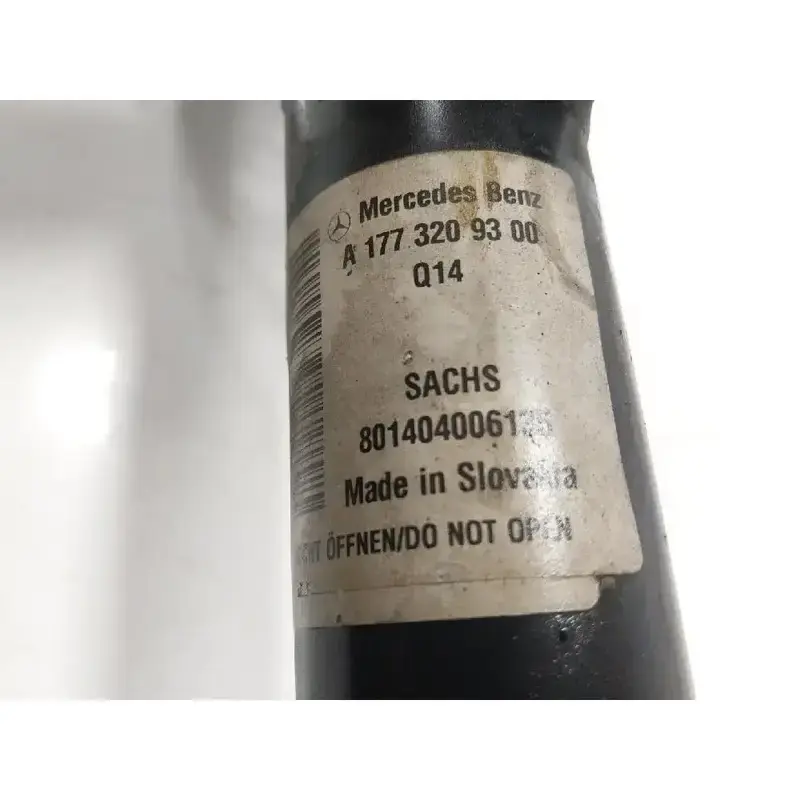 Mercedes Benz
A 177 320 93 00
Q14
SACHS
Made in Slovakia
ÖFFNEN/DO NOT OPEN